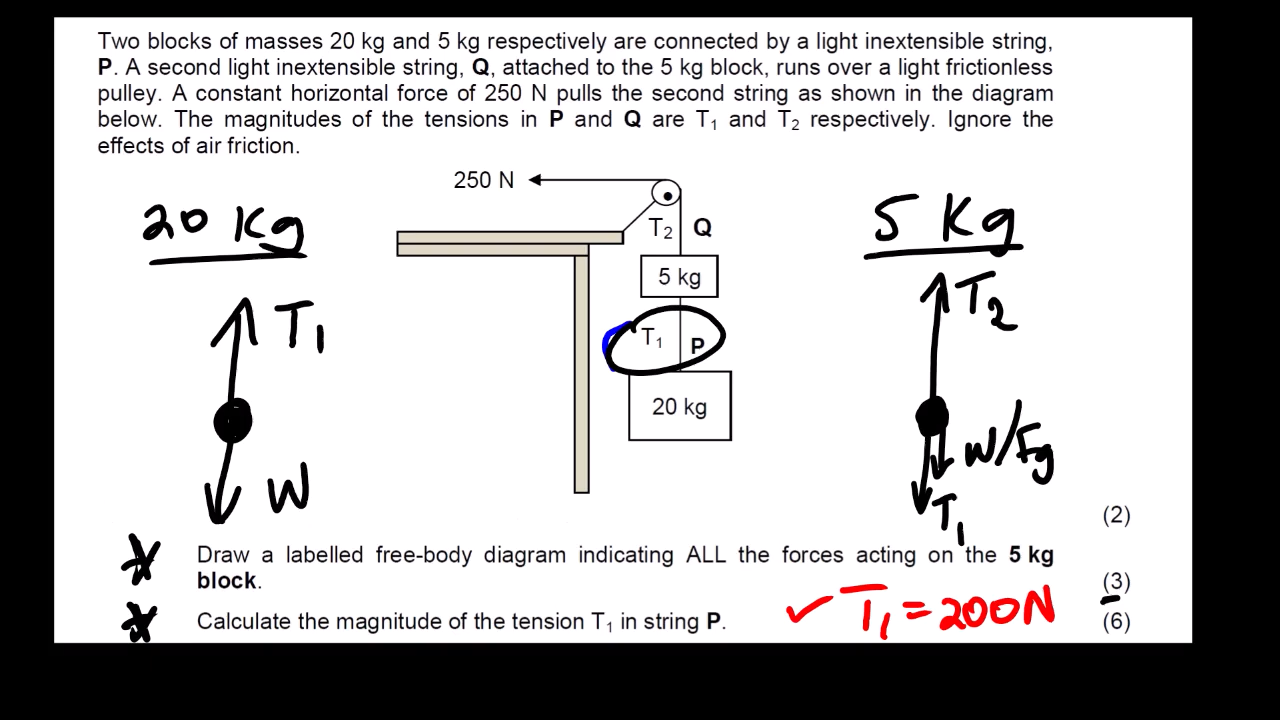 Two blocks of masses 20 kg and 5 kg respectively are connected by a light inextensible string,
P. A second light inextensible string, Q, attached to the 5 kg block, runs over a light frictionless
pulley. A constant horizontal force of 250 N pulls the second string as shown in the diagram
below. The magnitudes of the tensions in P and Q are T₁ and T₂ respectively. Ignore the
effects of air friction.
250 N
20 Kg
T₂ Q
5 Kg
5 kg
T₂
T₁
T₁ P
20 kg
W/Fg
W
T₁
(2)
Draw a labelled free-body diagram indicating ALL the forces acting on the 5 kg
block. (3)
Calculate the magnitude of the tension T₁ in string P. (6)
✓ T₁ = 200N